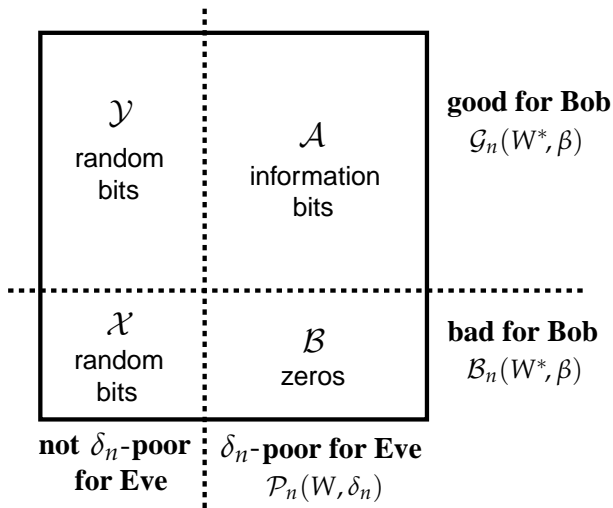 𝒴
random
bits
𝒜
information
bits
good for Bob
𝒢ₙ(W*, β)
𝒳
random
bits
ℬ
zeros
bad for Bob
ℬₙ(W*, β)
not δₙ-poor
for Eve
δₙ-poor for Eve
𝒫ₙ(W, δₙ)